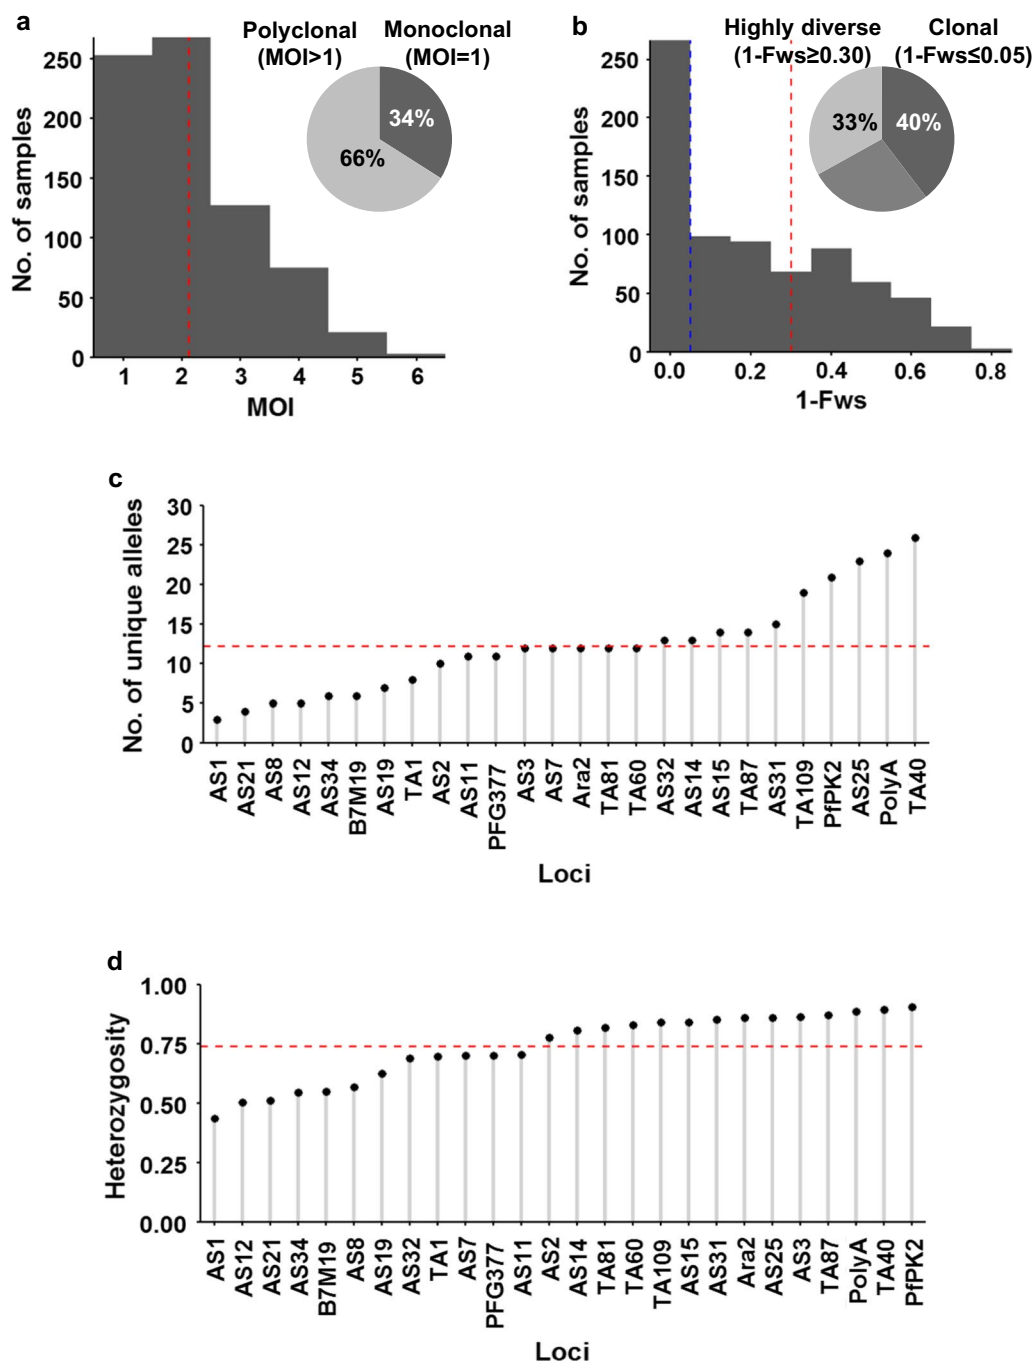 a
Polyclonal
(MOI>1)
Monoclonal
(MOI=1)
34%
66%
No. of samples
250
200
150
100
50
0
1 2 3 4 5 6
MOI
b
Highly diverse
(1-Fws≥0.30)
Clonal
(1-Fws≤0.05)
33%
40%
No. of samples
250
200
150
100
50
0
0.0 0.2 0.4 0.6 0.8
1-Fws
c
No. of unique alleles
30
25
20
15
10
5
0
AS1 AS21 AS8 AS12 AS34 B7M19 AS19 TA1 AS2 AS11 PFG377 AS3 AS7 Ara2 TA81 TA60 AS32 AS14 AS15 TA87 AS31 TA109 PfPK2 AS25 PolyA TA40
Loci
d
Heterozygosity
1.00
0.75
0.50
0.25
0.00
AS1 AS12 AS21 AS34 B7M19 AS8 AS19 AS32 TA1 AS7 PFG377 AS11 AS2 AS14 TA81 TA60 TA109 AS15 AS31 Ara2 AS25 AS3 TA87 PolyA TA40 PfPK2
Loci